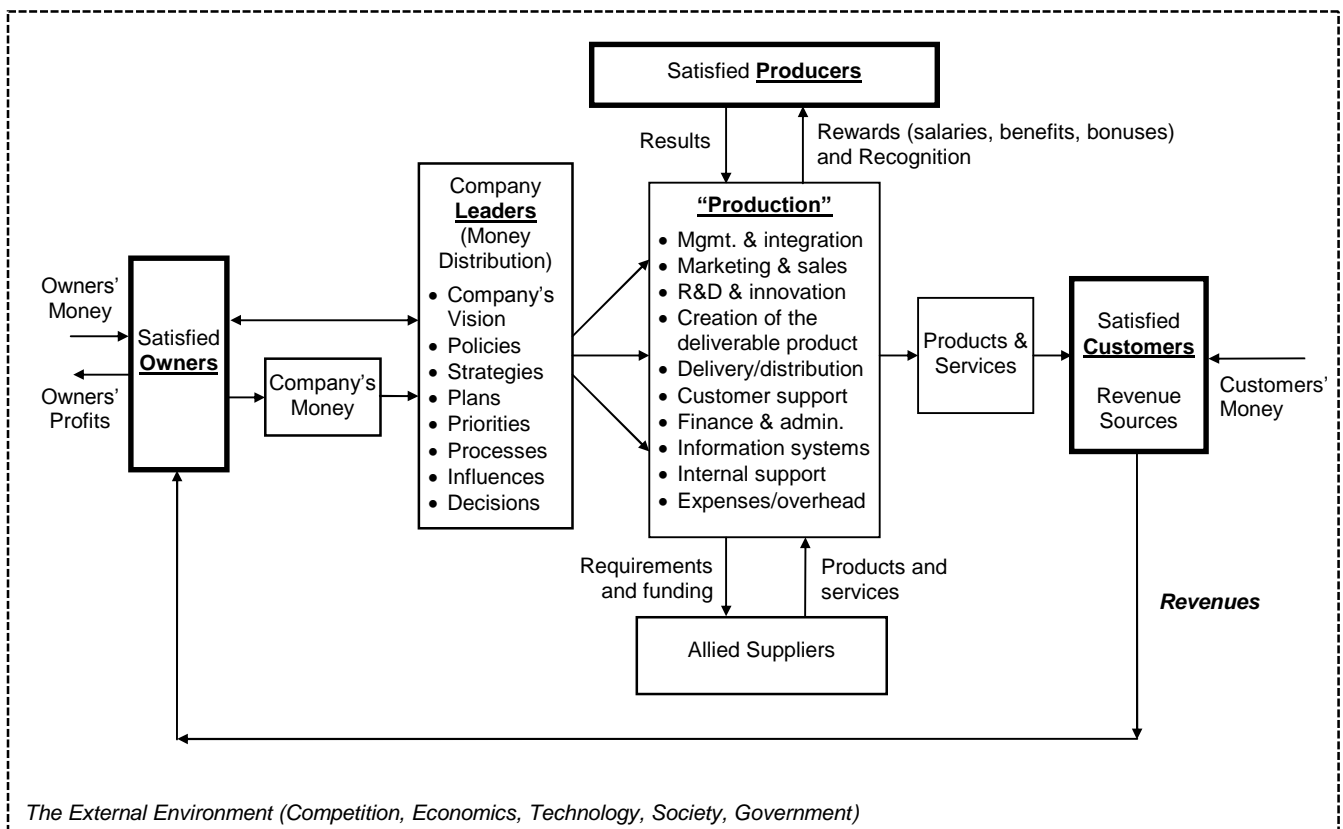 Satisfied Producers
Results
Rewards (salaries, benefits, bonuses)
and Recognition
Owners’
Money
Owners’
Profits
Satisfied
Owners
Company’s
Money
Company
Leaders
(Money
Distribution)
• Company’s
Vision
• Policies
• Strategies
• Plans
• Priorities
• Processes
• Influences
• Decisions
“Production”
• Mgmt. & integration
• Marketing & sales
• R&D & innovation
• Creation of the
deliverable product
• Delivery/distribution
• Customer support
• Finance & admin.
• Information systems
• Internal support
• Expenses/overhead
Products &
Services
Satisfied
Customers
Revenue
Sources
Customers’
Money
Requirements
and funding
Products and
services
Allied Suppliers
Revenues
The External Environment (Competition, Economics, Technology, Society, Government)